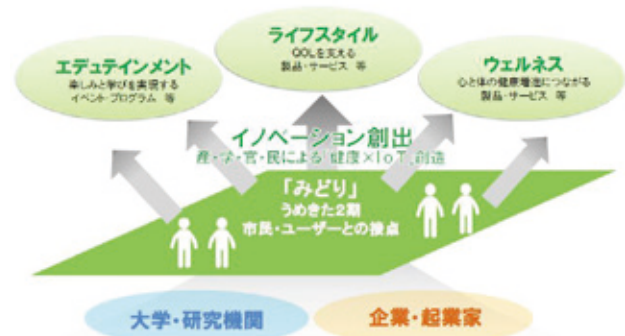 ライフスタイル
QOLを支える
製品・サービス 等
エデュテインメント
楽しみと学びを実現する
イベント・プログラム 等
ウェルネス
心と体の健康増進につながる
製品・サービス 等
イノベーション創出
産・学・官・民による「健康×IoT」創造
「みどり」
うめきた2期
市民・ユーザーとの接点
大学・研究機関
企業・起業家